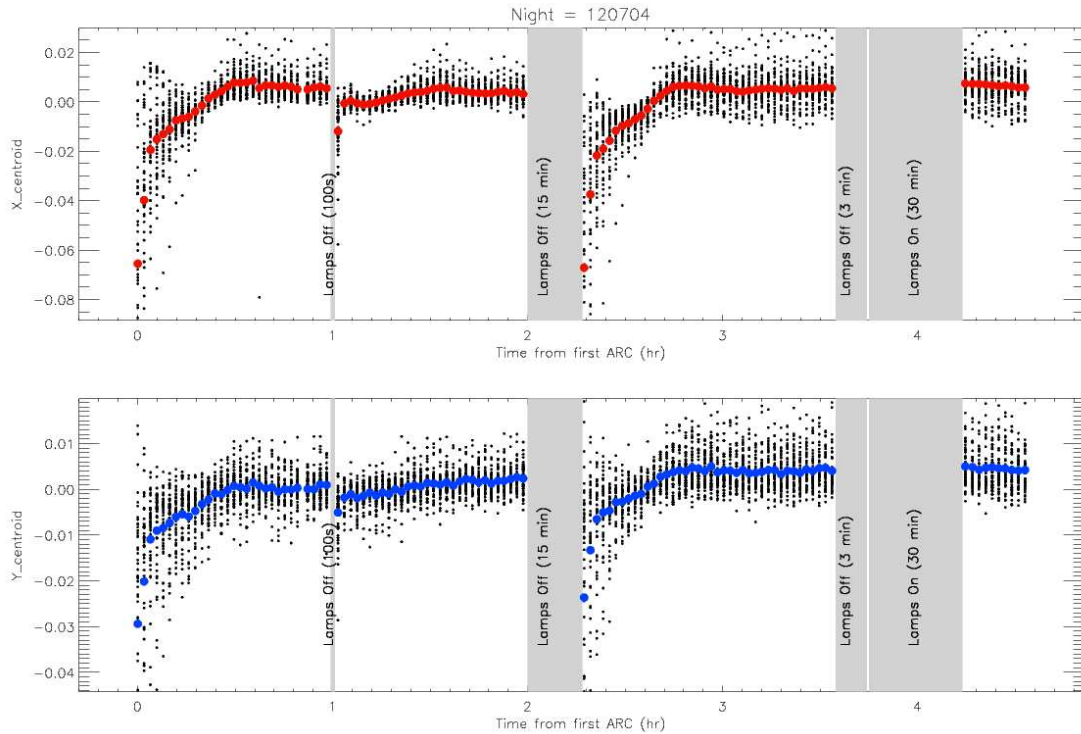 Night = 120704
0.02
0.00
-0.02
-0.04
-0.06
-0.08
X_centroid
Lamps Off (100s)
Lamps Off (15 min)
Lamps Off (3 min)
Lamps On (30 min)
0 1 2 3 4
Time from first ARC (hr)
0.01
0.00
-0.01
-0.02
-0.03
-0.04
Y_centroid
Lamps Off (100s)
Lamps Off (15 min)
Lamps Off (3 min)
Lamps On (30 min)
0 1 2 3 4
Time from first ARC (hr)